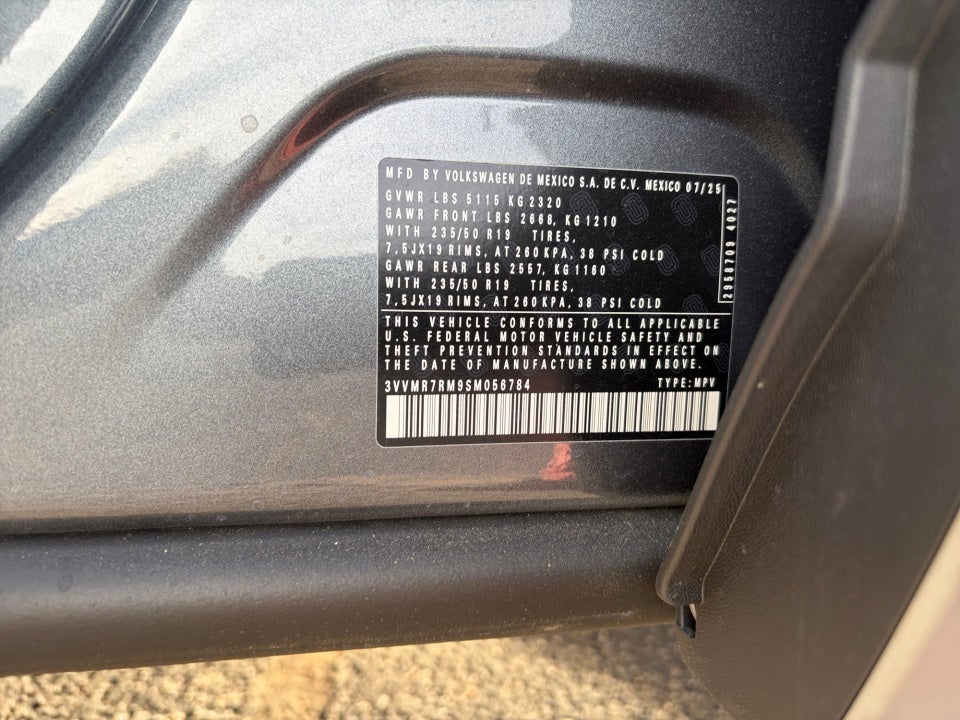 MFD BY VOLKSWAGEN DE MEXICO S.A. DE C.V. MEXICO 07/25
GVWR LBS 5115 KG 2320
GAWR FRONT LBS 2668, KG 1210
WITH 235/50 R19 TIRES,
7,5JX19 RIMS, AT 260 KPA, 38 PSI COLD
GAWR REAR LBS 2557, KG 1160
WITH 235/50 R19 TIRES,
7,5JX19 RIMS, AT 260 KPA, 38 PSI COLD
2958709 4027
THIS VEHICLE CONFORMS TO ALL APPLICABLE
U.S. FEDERAL MOTOR VEHICLE SAFETY AND
THEFT PREVENTION STANDARDS IN EFFECT ON
THE DATE OF MANUFACTURE SHOWN ABOVE.
3VVMR7RM9SM056784 TYPE: MPV